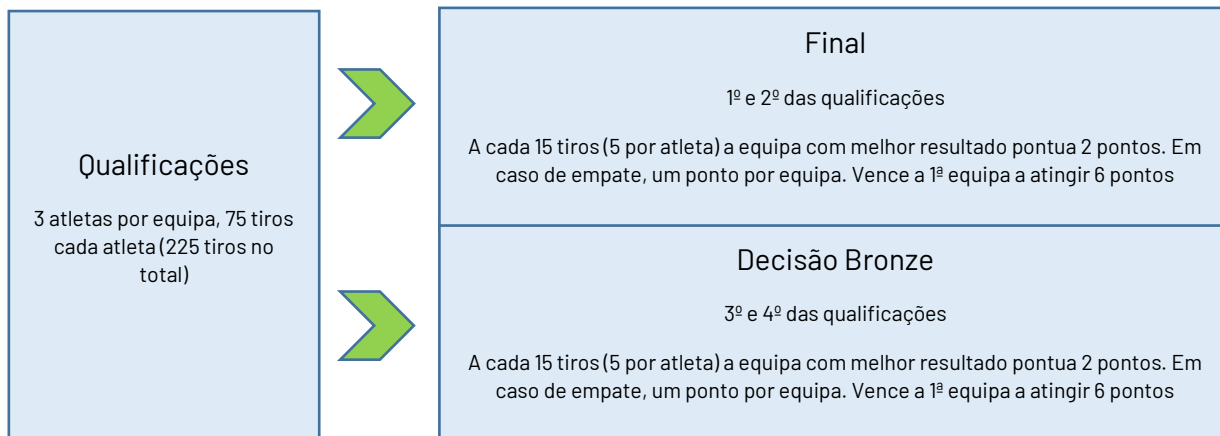 Qualificações
3 atletas por equipa, 75 tiros
cada atleta (225 tiros no
total)
Final
1º e 2º das qualificações
A cada 15 tiros (5 por atleta) a equipa com melhor resultado pontua 2 pontos. Em
caso de empate, um ponto por equipa. Vence a 1ª equipa a atingir 6 pontos
Decisão Bronze
3º e 4º das qualificações
A cada 15 tiros (5 por atleta) a equipa com melhor resultado pontua 2 pontos. Em
caso de empate, um ponto por equipa. Vence a 1ª equipa a atingir 6 pontos